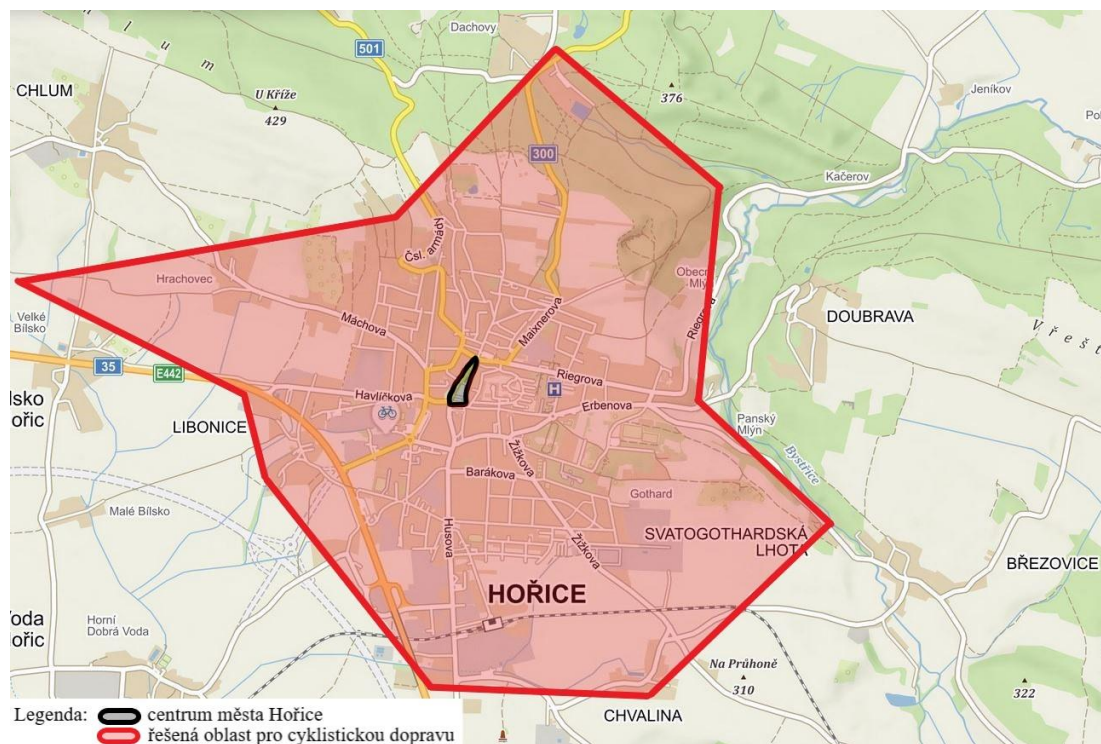 Dachovy
501
CHLUM
U Kříže
429
376
Jeníkov
300
Kačerov
Čsl. armády
Hrachovec
Obecní
Mlýn
Riegrova
Velké
Bílsko
Máchova
Maixnerova
DOUBRAVA
35
E442
Riegrova
H
Havlíčkova
Erbenova
LIBONICE
Panský
Mlýn
Žižkova
Bystřice
Barákova
Gothard
Malé Bílsko
Husova
Žižkova
SVATOGOTHARDSKÁ
LHOTA
BŘEZOVICE
HOŘICE
Horní
Dobrá Voda
Na Průhoně
310
322
CHVALINA
Legenda:
centrum města Hořice
řešená oblast pro cyklistickou dopravu